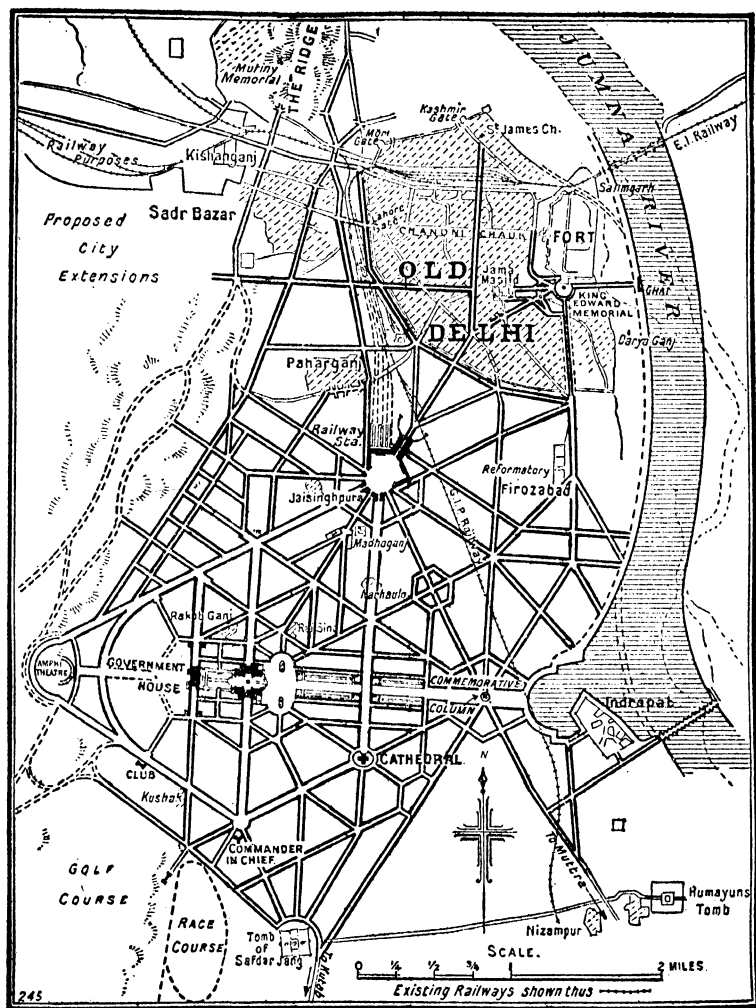 JUMNA RIVER
THE RIDGE
Mutiny
Memorial
Kashmir
Gate
St James Ch.
Mori
Gate
E.I. Railway
Railway
Purposes
Kishanganj
Salimgarh
Sadr Bazar
Lahore
Gate
CHANDNI CHAUK
FORT
Proposed
City
Extensions
OLD
DELHI
Jama
Masjid
GHAT
KING
EDWARD
MEMORIAL
Darya Ganj
Paharganj
Railway
Sta.
Reformatory
Firozabad
Jaisinghpura
G.I.P. Railway
Madhoganj
Rakab Ganj
AMPHI
THEATRE
GOVERNMENT
HOUSE
COMMEMORATIVE
COLUMN
Indrapat
CATHEDRAL
N
CLUB
Kushak
COMMANDER
IN CHIEF
To Muttra
GOLF
COURSE
RACE
COURSE
Humayuns
Tomb
Nizampur
Tomb
of
Safdar Jang
To Kutab
SCALE.
0 1/4 1/2 3/4 1 2 MILES.
Existing Railways shown thus
245